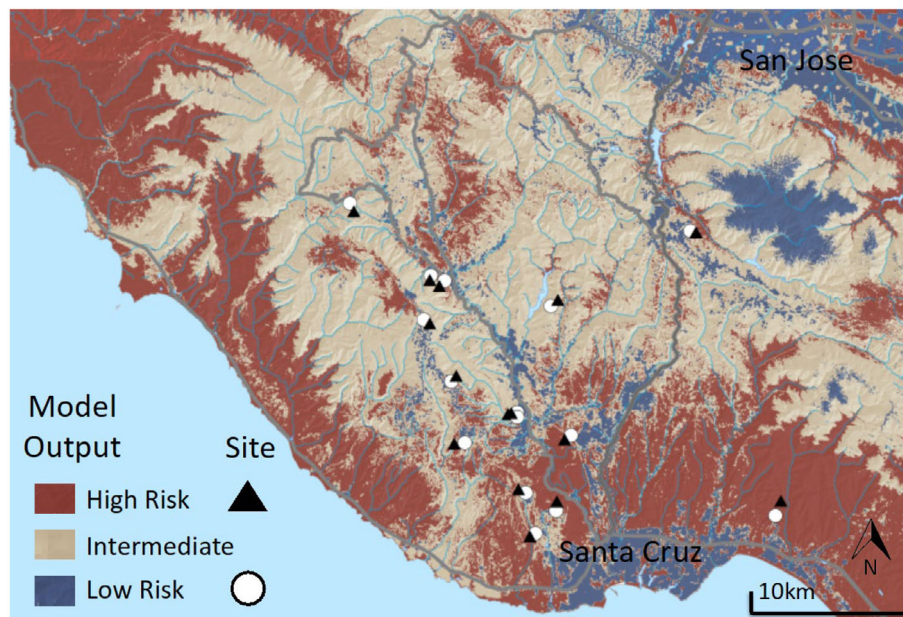 San Jose
Model
Output
Site
High Risk
Intermediate
Low Risk
Santa Cruz
N
10km